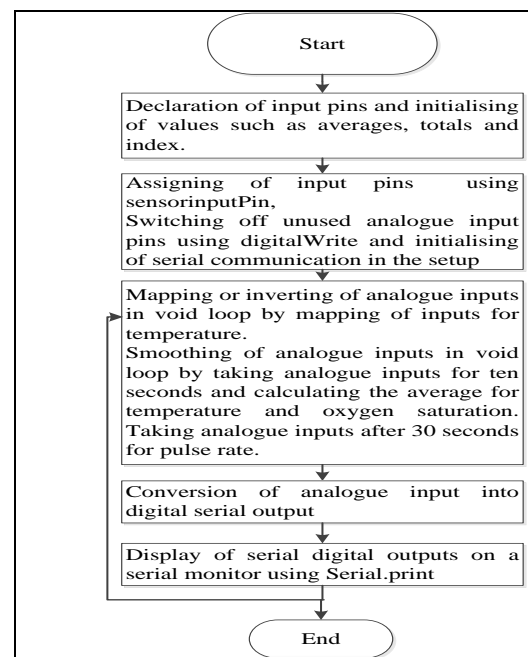 Start
Declaration of input pins and initialising
of values such as averages, totals and
index.
Assigning of input pins using
sensorinputPin,
Switching off unused analogue input
pins using digitalWrite and initialising
of serial communication in the setup
Mapping or inverting of analogue inputs
in void loop by mapping of inputs for
temperature.
Smoothing of analogue inputs in void
loop by taking analogue inputs for ten
seconds and calculating the average for
temperature and oxygen saturation.
Taking analogue inputs after 30 seconds
for pulse rate.
Conversion of analogue input into
digital serial output
Display of serial digital outputs on a
serial monitor using Serial.print
End